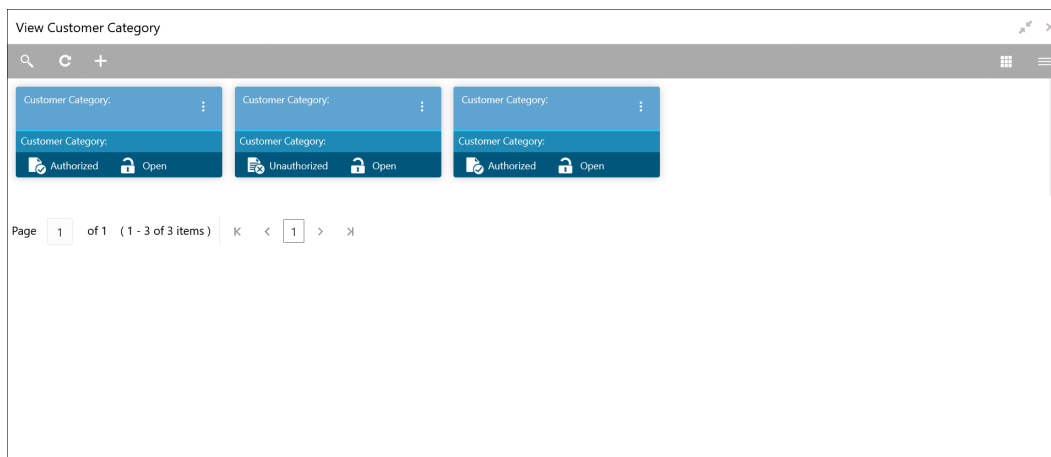 View Customer Category
Customer Category: Customer Category: Customer Category:
Customer Category: Customer Category: Customer Category:
Authorized Open Unauthorized Open Authorized Open
Page 1 of 1 ( 1 - 3 of 3 items ) 1